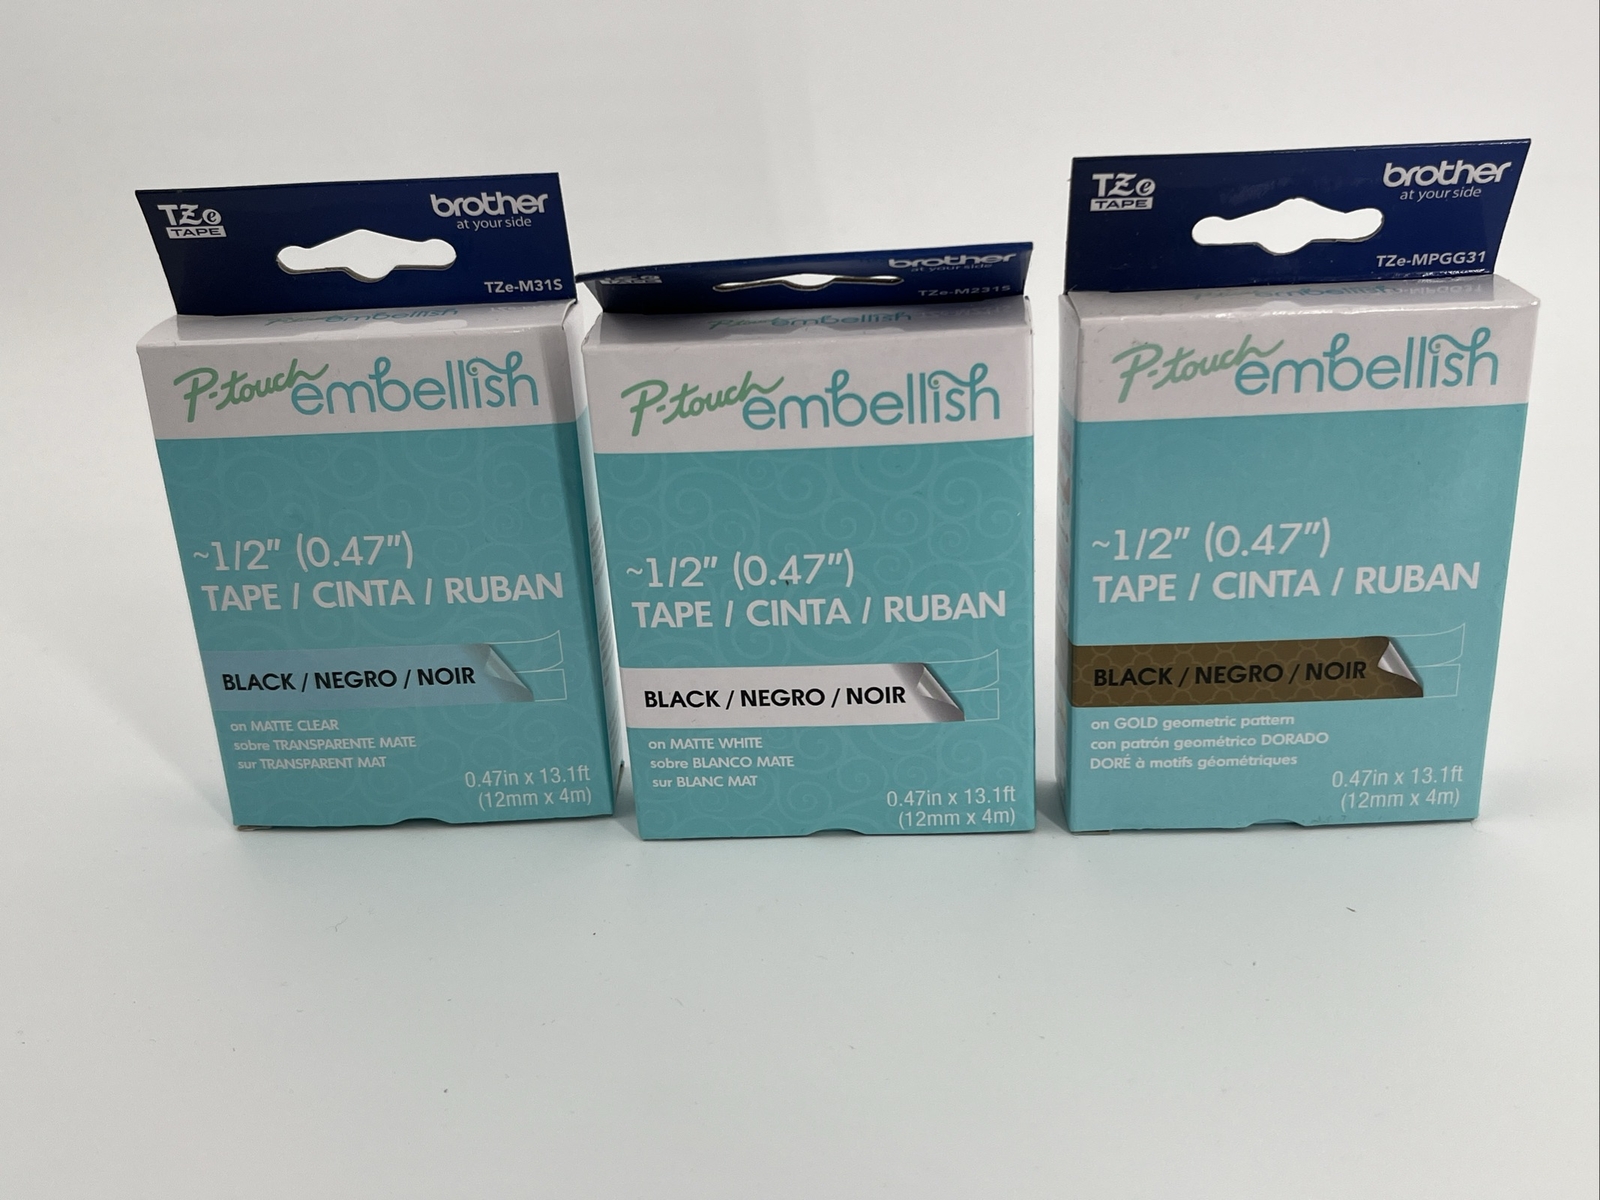 TZe
TAPE
brother
at your side
TZe-M31S
P-touch embellish
~1/2" (0.47")
TAPE / CINTA / RUBAN
BLACK / NEGRO / NOIR
on MATTE CLEAR
sobre TRANSPARENTE MATE
sur TRANSPARENT MAT
0.47in x 13.1ft
(12mm x 4m)
brother
at your side
TZe-M231S
P-touch embellish
~1/2" (0.47")
TAPE / CINTA / RUBAN
BLACK / NEGRO / NOIR
on MATTE WHITE
sobre BLANCO MATE
sur BLANC MAT
0.47in x 13.1ft
(12mm x 4m)
TZe
TAPE
brother
at your side
TZe-MPGG31
P-touch embellish
~1/2" (0.47")
TAPE / CINTA / RUBAN
BLACK / NEGRO / NOIR
on GOLD geometric pattern
con patrón geométrico DORADO
DORÉ à motifs géométriques
0.47in x 13.1ft
(12mm x 4m)